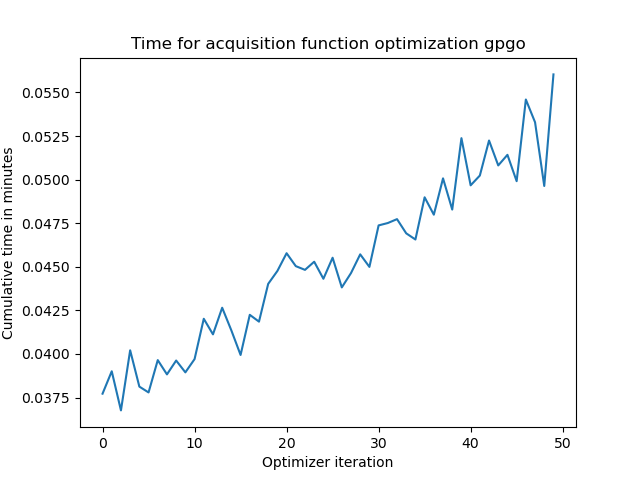 Time for acquisition function optimization gpgo
0.0550
0.0525
0.0500
0.0475
0.0450
0.0425
0.0400
0.0375
Cumulative time in minutes
0 10 20 30 40 50
Optimizer iteration